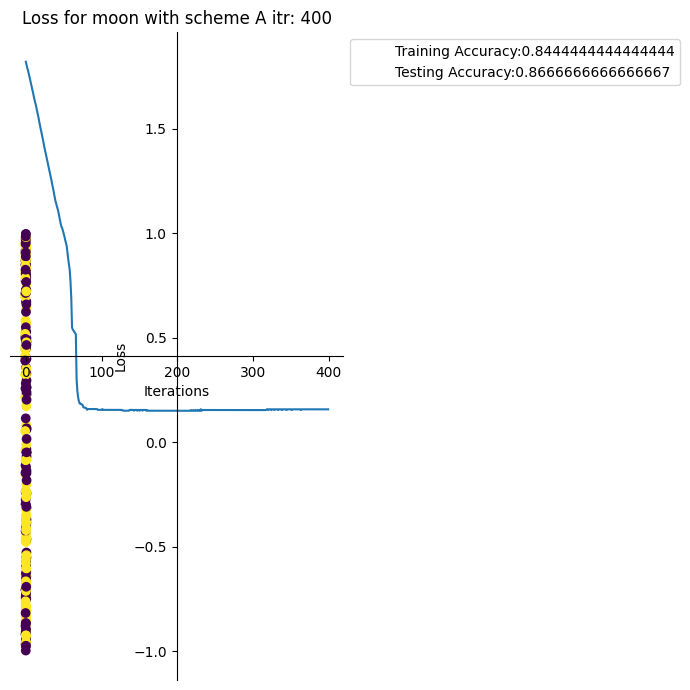 Loss for moon with scheme A itr: 400
Training Accuracy:0.8444444444444444
Testing Accuracy:0.8666666666666667
1.5
1.0
0.5
Loss
0 100 200 300 400
Iterations
0.0
−0.5
−1.0